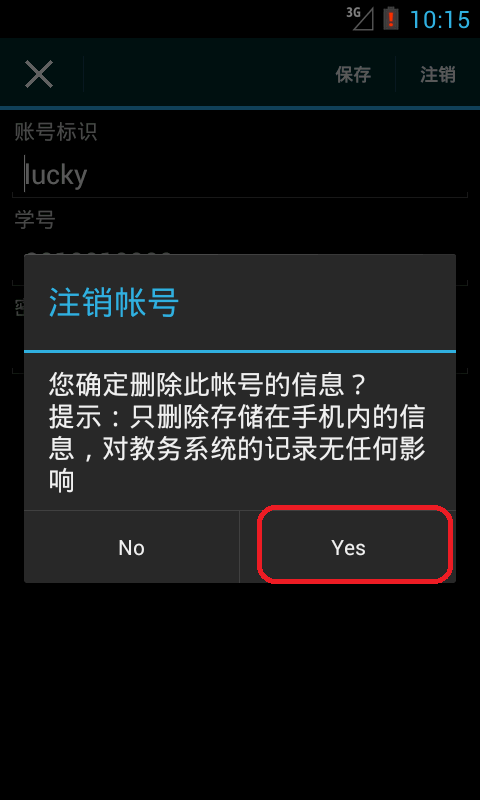 3G 10:15
保存 注销
账号标识
lucky
学号
注销帐号
您确定删除此帐号的信息？
提示：只删除存储在手机内的信
息，对教务系统的记录无任何影
响
No Yes